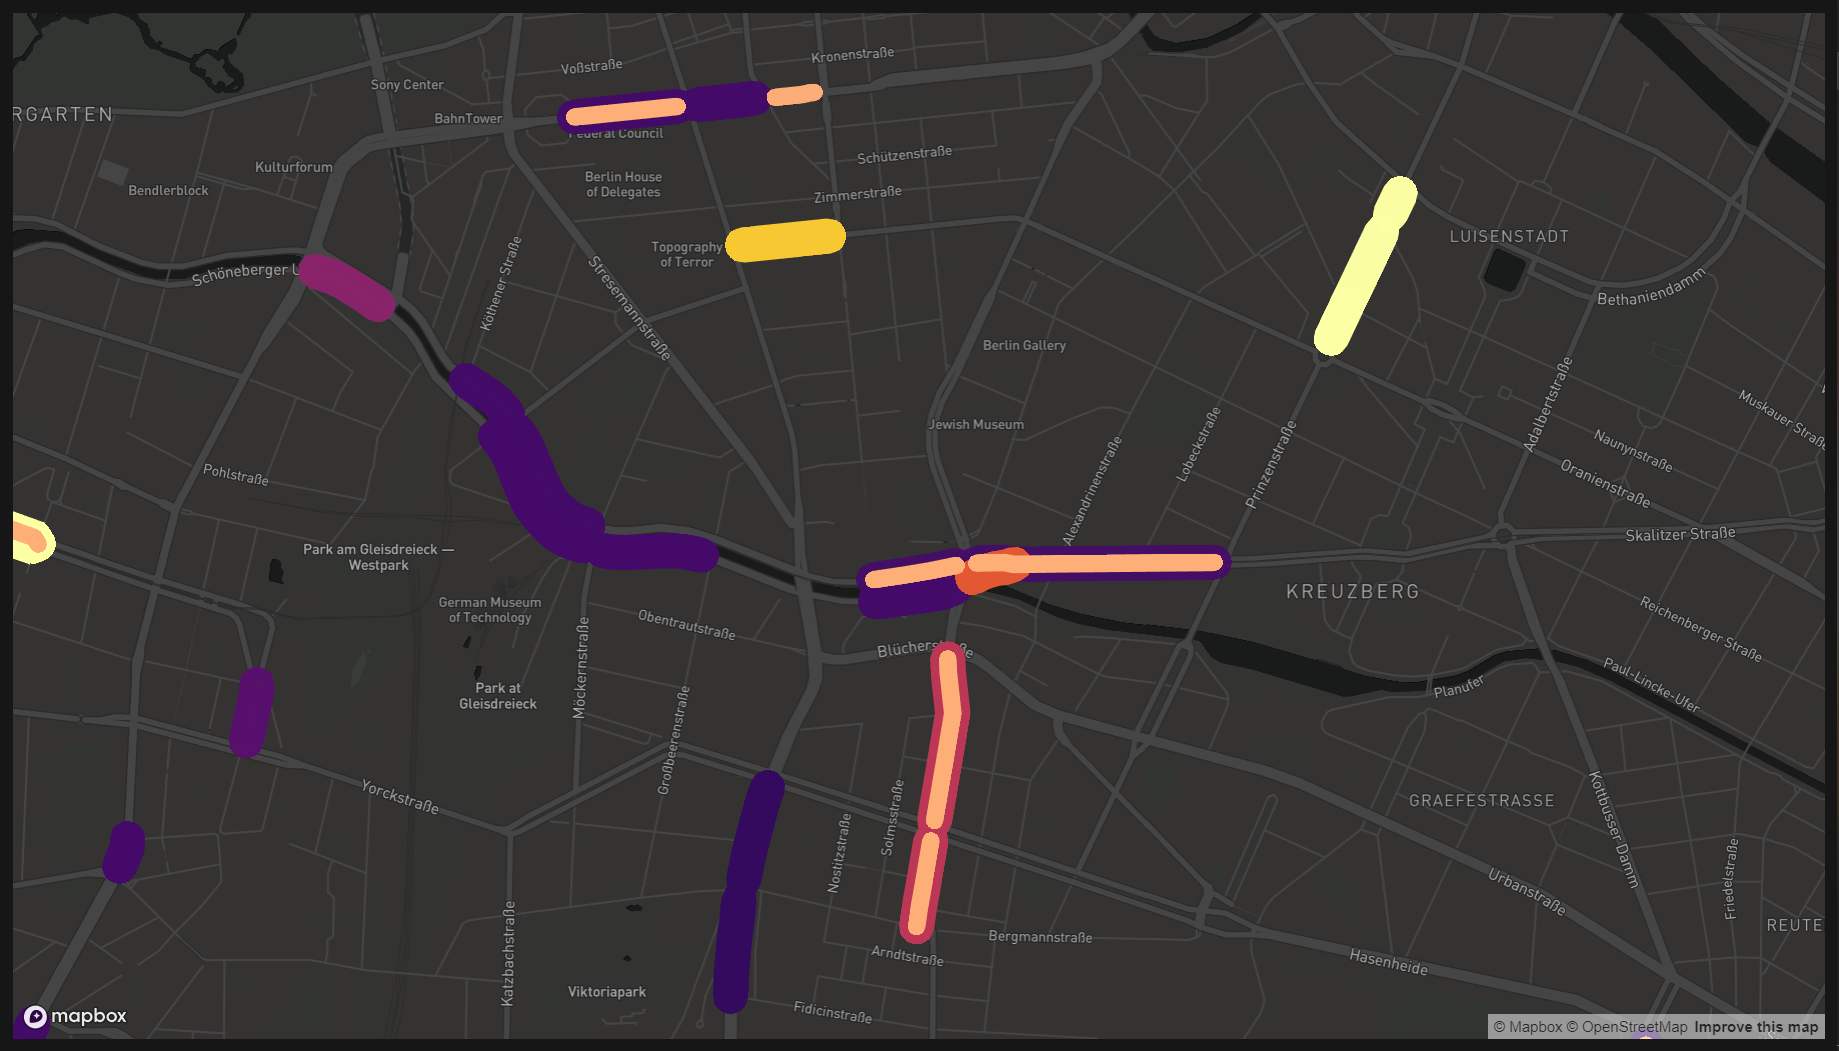 Kronenstraße
Voßstraße
Sony Center
RGARTEN
BahnTower
Federal Council
Schützenstraße
Kulturforum
Berlin House
of Delegates
Bendlerblock
Zimmerstraße
LUISENSTADT
Topography
of Terror
Schöneberger U
Köthener Straße
Stresemannstraße
Bethaniendamm
Berlin Gallery
Adalbertstraße
Muskauer Straße
Jewish Museum
Lobeckstraße
Alexandrinenstraße
Prinzenstraße
Naunynstraße
Oranienstraße
Pohlstraße
Skalitzer Straße
Park am Gleisdreieck —
Westpark
KREUZBERG
German Museum
of Technology
Obentrautstraße
Reichenberger Straße
Blücherstraße
Möckernstraße
Park at
Gleisdreieck
Großbeerenstraße
Planufer
Paul-Lincke-Ufer
Yorckstraße
Solmsstraße
Nostitzstraße
GRAEFESTRASSE
Kottbusser-Damm
Urbanstraße
Friedelstraße
REUTE
Katzbachstraße
Bergmannstraße
Arndtstraße
Hasenheide
Viktoriapark
Fidicinstraße
mapbox
© Mapbox © OpenStreetMap Improve this map